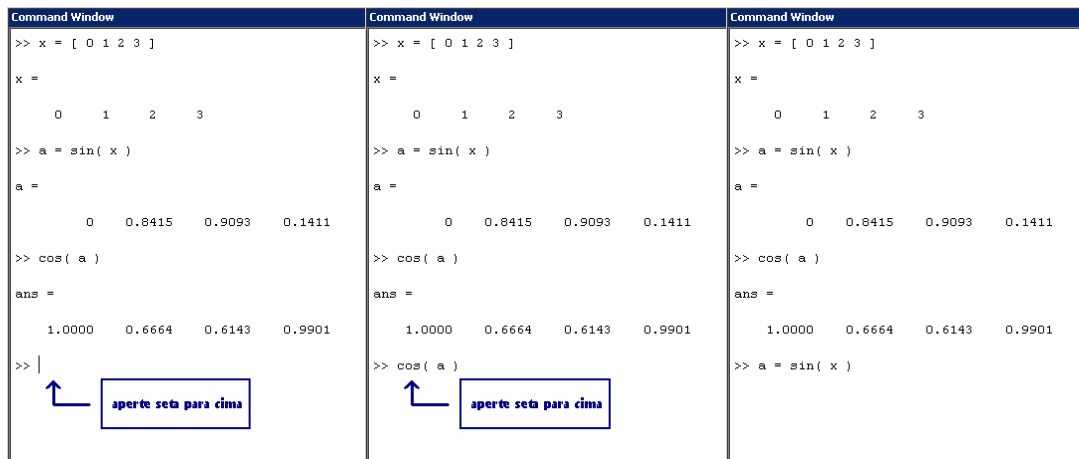 Command Window
>> x = [ 0 1 2 3 ]
x =
0 1 2 3
>> a = sin( x )
a =
0 0.8415 0.9093 0.1411
>> cos( a )
ans =
1.0000 0.6664 0.6143 0.9901
>>
aperte seta para cima
Command Window
>> x = [ 0 1 2 3 ]
x =
0 1 2 3
>> a = sin( x )
a =
0 0.8415 0.9093 0.1411
>> cos( a )
ans =
1.0000 0.6664 0.6143 0.9901
>> cos( a )
aperte seta para cima
Command Window
>> x = [ 0 1 2 3 ]
x =
0 1 2 3
>> a = sin( x )
a =
0 0.8415 0.9093 0.1411
>> cos( a )
ans =
1.0000 0.6664 0.6143 0.9901
>> a = sin( x )